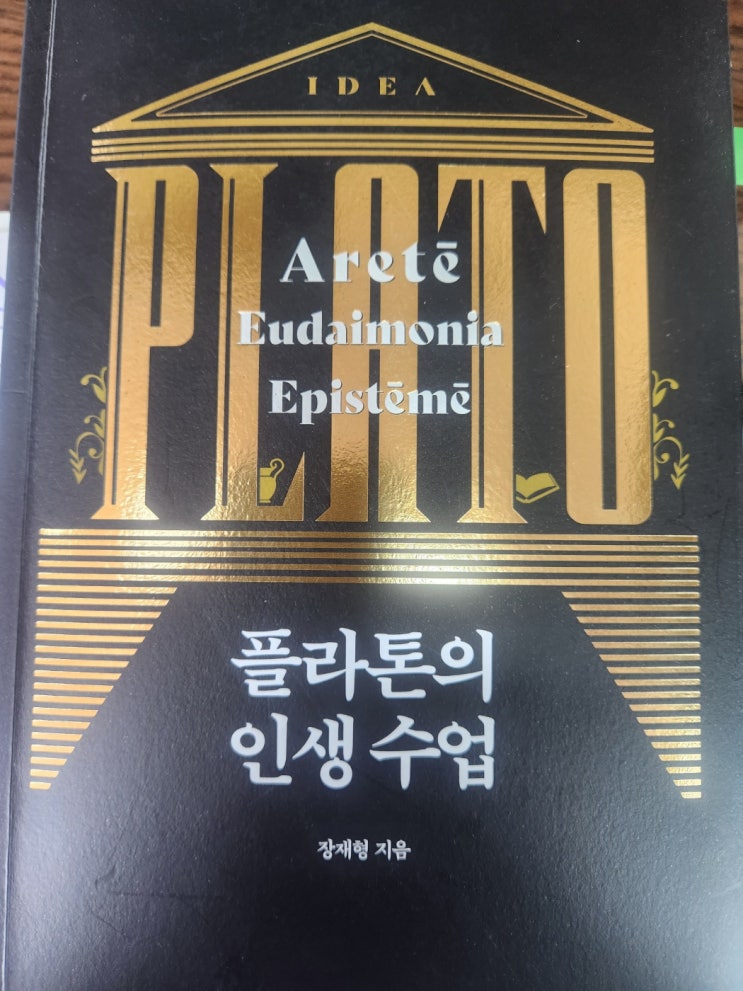 IDEA
PLATO
Aretē
Eudaimonia
Epistēmē
플라톤의
인생 수업
장재형 지음